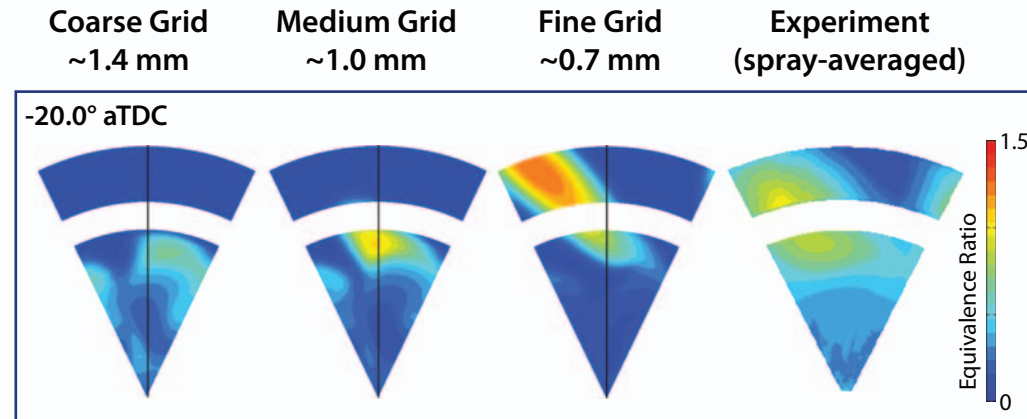 Coarse Grid
~1.4 mm
Medium Grid
~1.0 mm
Fine Grid
~0.7 mm
Experiment
(spray-averaged)
-20.0° aTDC
1.5
Equivalence Ratio
0